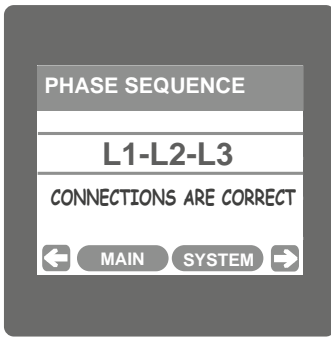 PHASE SEQUENCE
L1-L2-L3
CONNECTIONS ARE CORRECT
MAIN SYSTEM